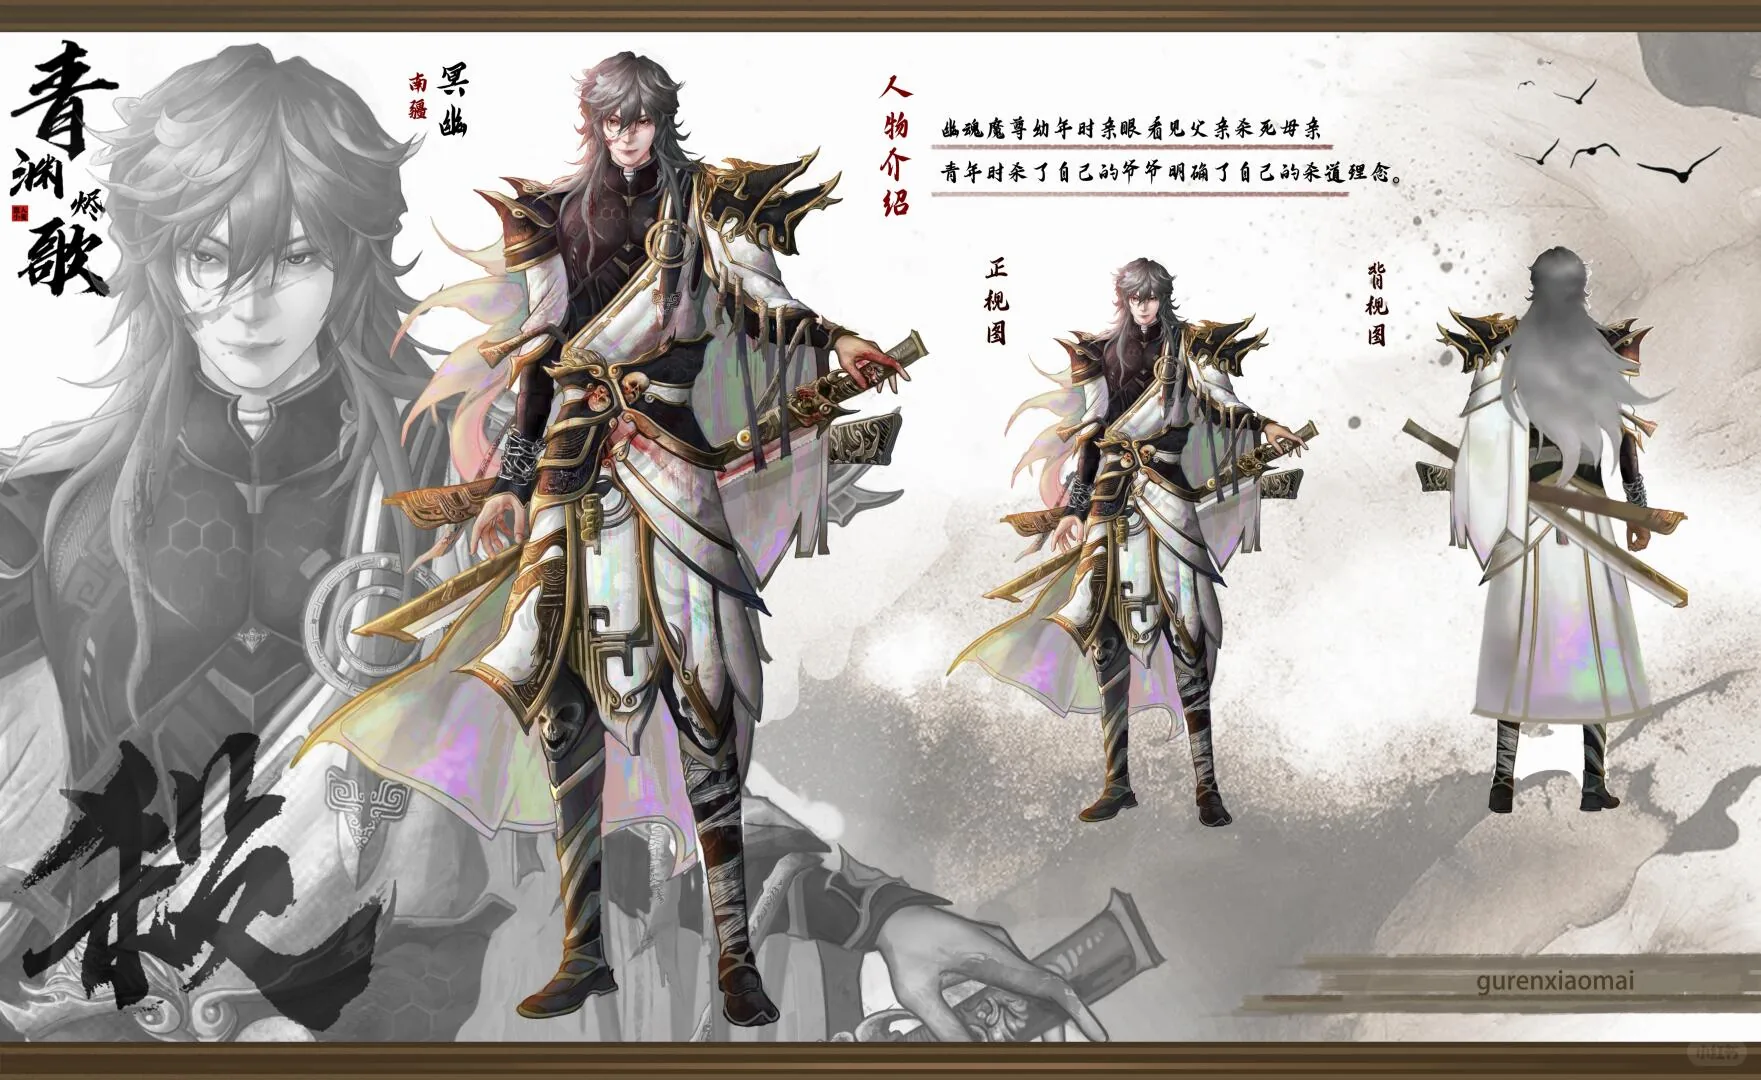 青
渊
烬
歌
冥幽
南疆
人物介绍
幽魂魔尊幼年时亲眼看见父亲杀死母亲
青年时杀了自己的爷爷明确了自己的杀道理念。
正视图
背视图
杀
gurenxiaomai
小红书